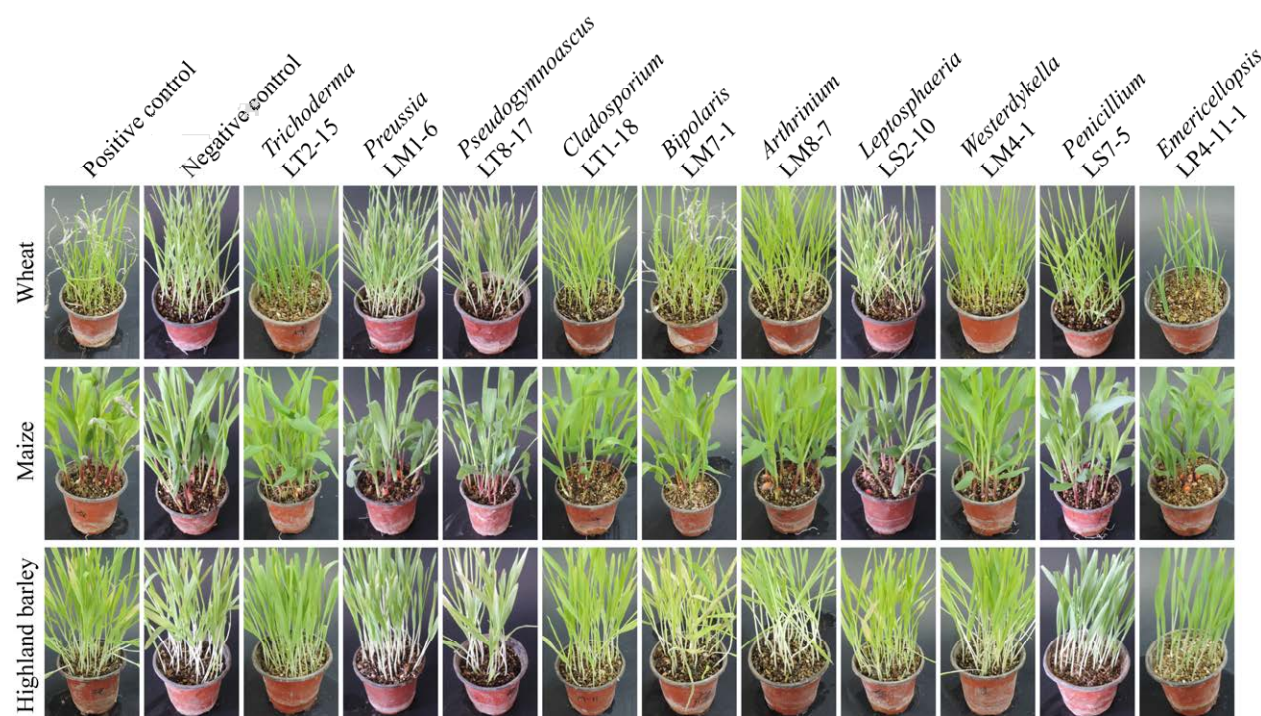 Positive control
Negative control
Trichoderma
LT2-15
Preussia
LM1-6
Pseudogymnoascus
LT8-17
Cladosporium
LT1-18
Bipolaris
LM7-1
Arthrinium
LM8-7
Leptosphaeria
LS2-10
Westerdykella
LM4-1
Penicillium
LS7-5
Emericellopsis
LP4-11-1
Wheat
Maize
Highland barley